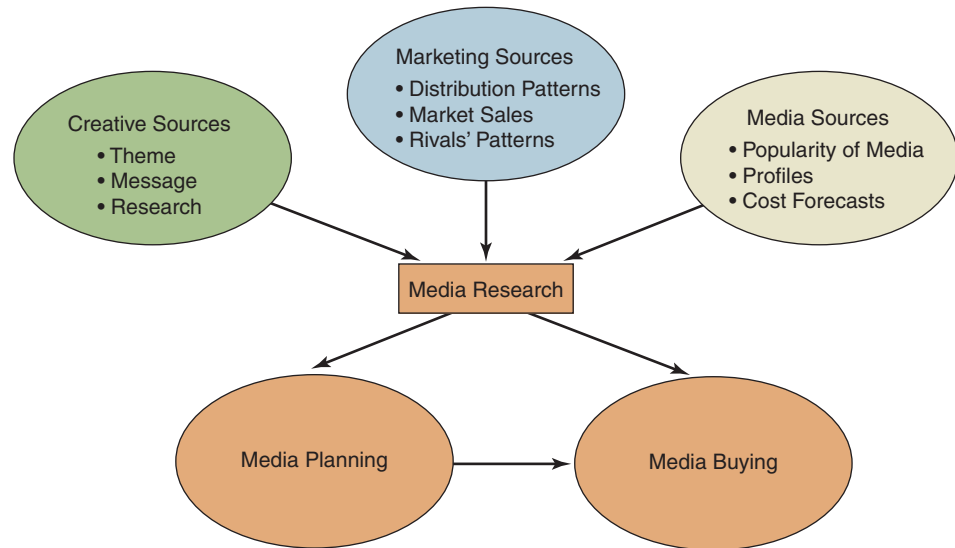 Marketing Sources
• Distribution Patterns
• Market Sales
• Rivals’ Patterns
Creative Sources
• Theme
• Message
• Research
Media Sources
• Popularity of Media
• Profiles
• Cost Forecasts
Media Research
Media Planning
Media Buying